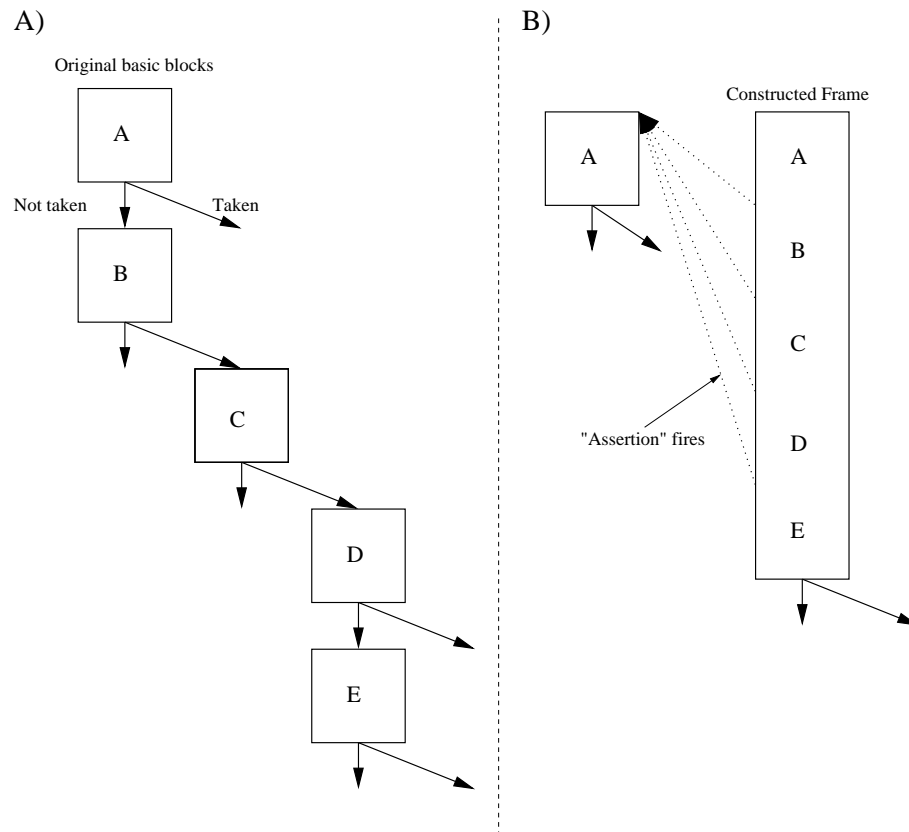 A)
Original basic blocks
A
Not taken
Taken
B
C
D
E
B)
Constructed Frame
A
A
B
C
D
E
"Assertion" fires